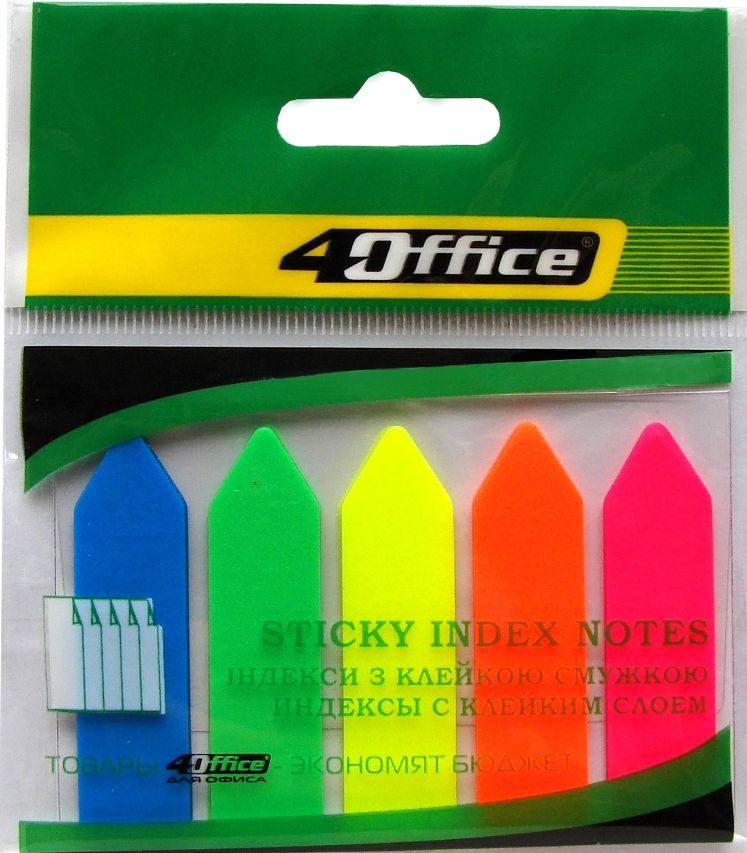 4Office®
STICKY INDEX NOTES
ІНДЕКСИ З КЛЕЙКОЮ СМУЖКОЮ
ИНДЕКСЫ С КЛЕЙКИМ СЛОЕМ
ТОВАРЫ 4Office® - ЭКОНОМЯТ БЮДЖЕТ
ДЛЯ ОФИСА